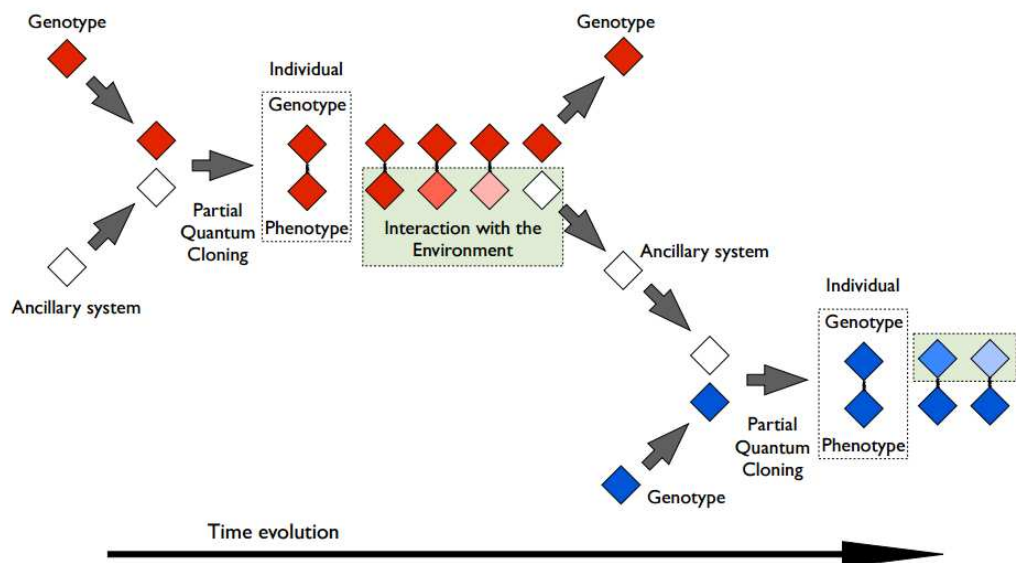 Genotype
Ancillary system
Partial
Quantum
Cloning
Individual
Genotype
Phenotype
Interaction with the
Environment
Genotype
Ancillary system
Genotype
Partial
Quantum
Cloning
Individual
Genotype
Phenotype
Time evolution